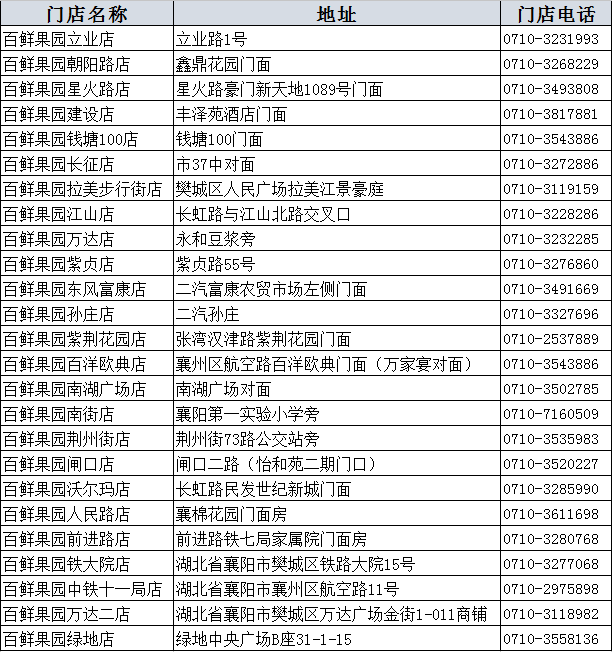 门店名称 地址 门店电话
百鲜果园立业店 立业路1号 0710-3231993
百鲜果园朝阳路店 鑫鼎花园门面 0710-3268229
百鲜果园星火路店 星火路豪门新天地1089号门面 0710-3493808
百鲜果园建设店 丰泽苑酒店门面 0710-3817881
百鲜果园钱塘100店 钱塘100门面 0710-3543886
百鲜果园长征店 市37中对面 0710-3272886
百鲜果园拉美步行街店 樊城区人民广场拉美江景豪庭 0710-3119159
百鲜果园江山店 长虹路与江山北路交叉口 0710-3228286
百鲜果园万达店 永和豆浆旁 0710-3232285
百鲜果园紫贞店 紫贞路55号 0710-3276860
百鲜果园东风富康店 二汽富康农贸市场左侧门面 0710-3491669
百鲜果园孙庄店 二汽孙庄 0710-3327696
百鲜果园紫荆花园店 张湾汉津路紫荆花园门面 0710-2537889
百鲜果园百洋欧典店 襄州区航空路百洋欧典门面（万家宴对面） 0710-3543886
百鲜果园南湖广场店 南湖广场对面 0710-3502785
百鲜果园南街店 襄阳第一实验小学旁 0710-7160509
百鲜果园荆州街店 荆州街73路公交站旁 0710-3535983
百鲜果园闸口店 闸口二路（怡和苑二期门口） 0710-3520227
百鲜果园沃尔玛店 长虹路民发世纪新城门面 0710-3285990
百鲜果园人民路店 襄棉花园门面房 0710-3611698
百鲜果园前进路店 前进路铁七局家属院门面房 0710-3280768
百鲜果园铁大院店 湖北省襄阳市樊城区铁路大院15号 0710-3277068
百鲜果园中铁十一局店 湖北省襄阳市襄州区航空路11号 0710-2975898
百鲜果园万达二店 湖北省襄阳市樊城区万达广场金街1-011商铺 0710-3118982
百鲜果园绿地店 绿地中央广场B座31-1-15 0710-3558136